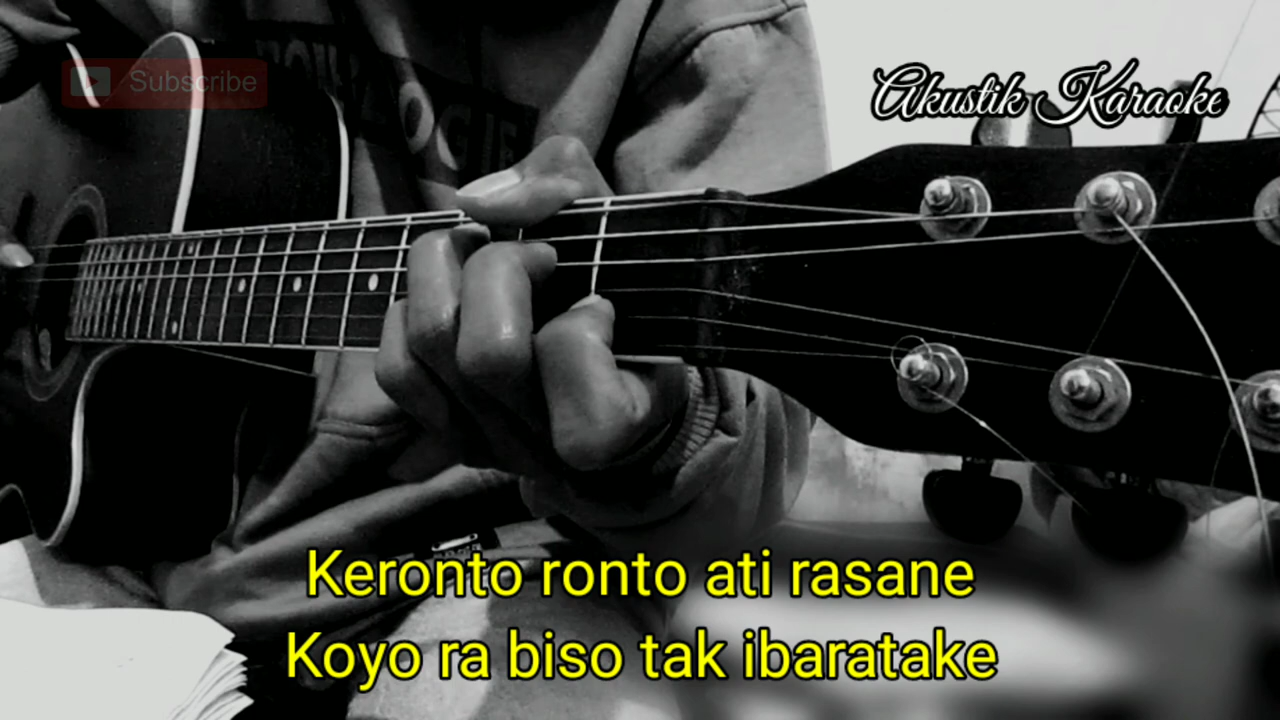 Subscribe
Akustik Karaoke
Keronto ronto ati rasane
Koyo ra biso tak ibaratake